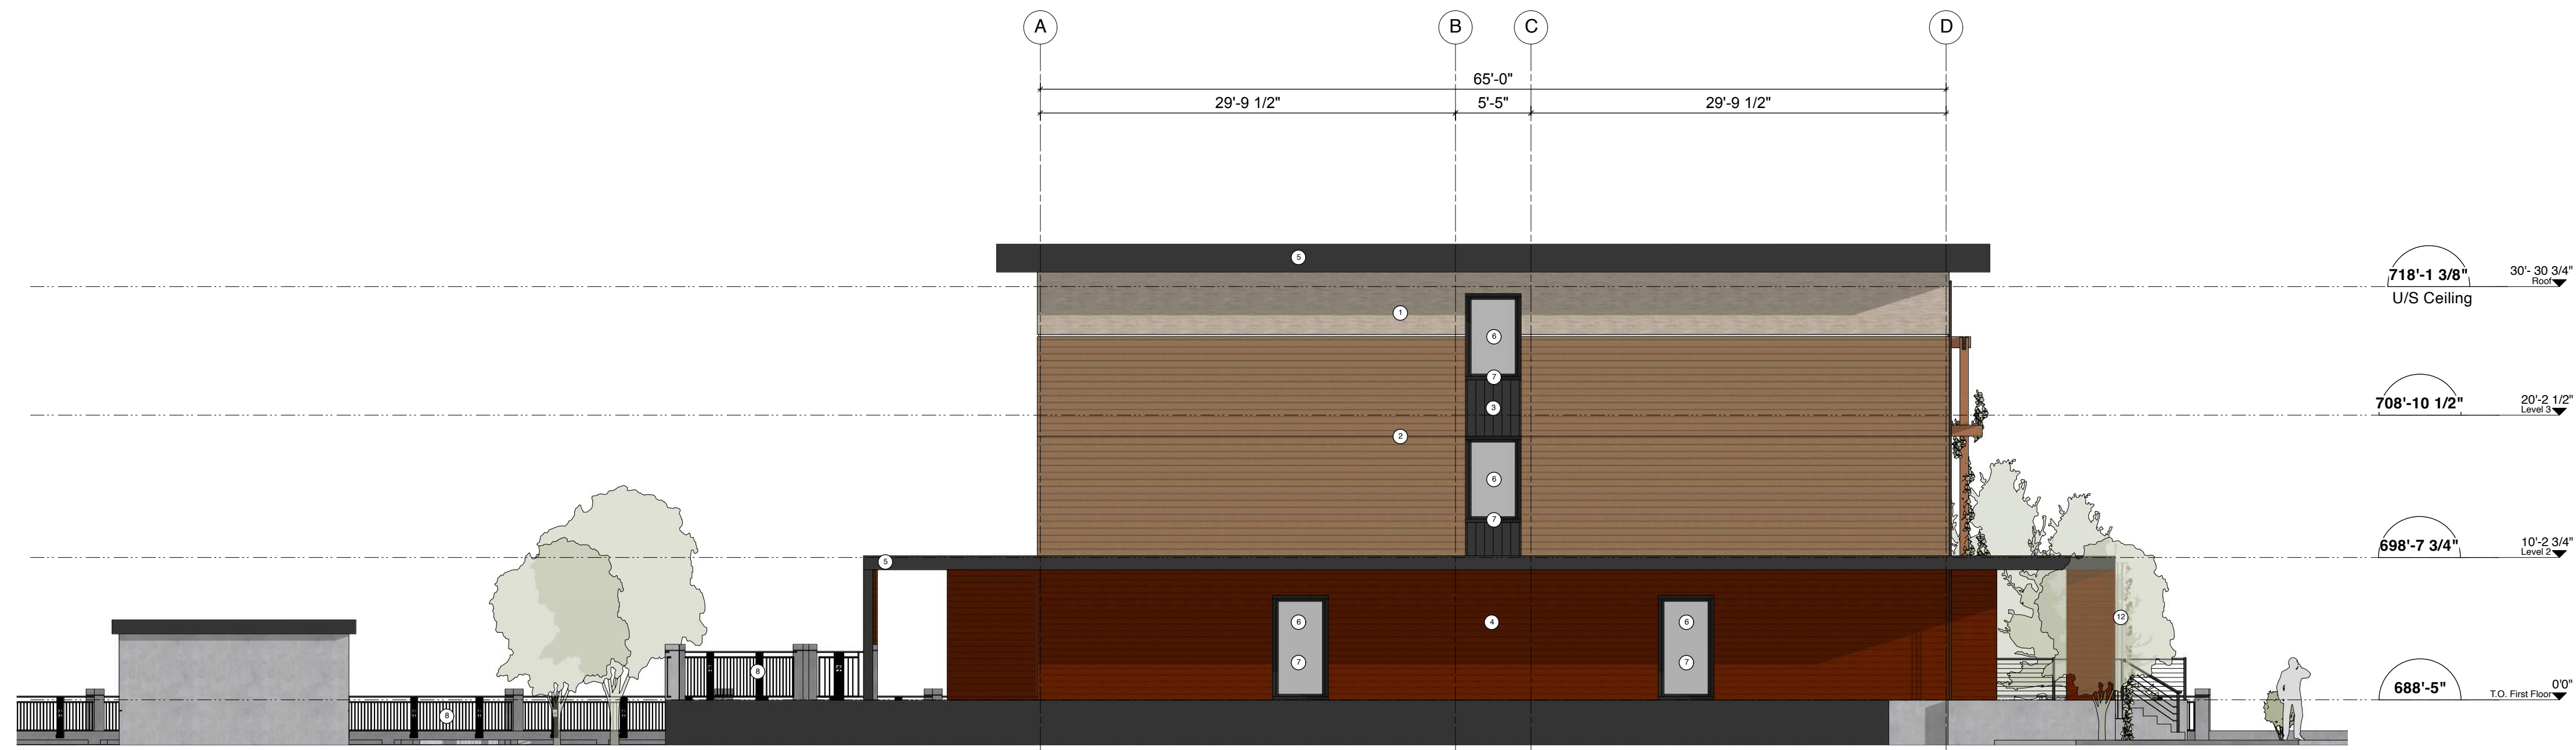 A B C D
65'-0"
29'-9 1/2" 5'-5" 29'-9 1/2"
5
718'-1 3/8" 30'- 30 3/4"
Roof
U/S Ceiling
1
6
7
708'-10 1/2" 20'-2 1/2"
Level 3
3
2
6
7
698'-7 3/4" 10'-2 3/4"
Level 2
5
6 4 6 12
7 7
8
688'-5" 0'0"
T.O. First Floor
8